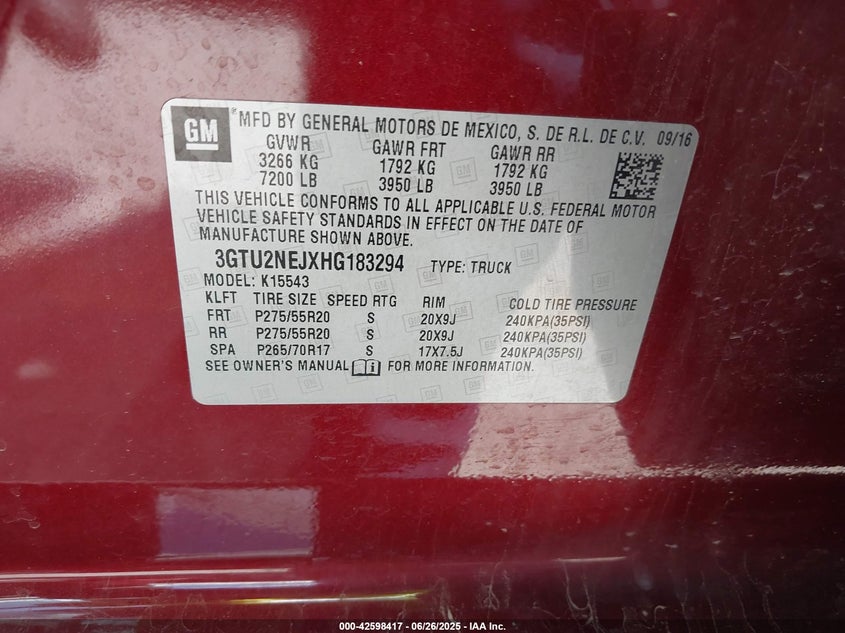 GM
®MFD BY GENERAL MOTORS DE MEXICO, S. DE R.L. DE C.V. 09/16
GVWR GAWR FRT GAWR RR
3266 KG 1792 KG 1792 KG
7200 LB 3950 LB 3950 LB
THIS VEHICLE CONFORMS TO ALL APPLICABLE U.S. FEDERAL MOTOR
VEHICLE SAFETY STANDARDS IN EFFECT ON THE DATE OF
MANUFACTURE SHOWN ABOVE.
3GTU2NEJXHG183294 TYPE: TRUCK
MODEL: K15543
KLFT TIRE SIZE SPEED RTG RIM COLD TIRE PRESSURE
FRT P275/55R20 S 20X9J 240KPA(35PSI)
RR P275/55R20 S 20X9J 240KPA(35PSI)
SPA P265/70R17 S 17X7.5J 240KPA(35PSI)
SEE OWNER'S MANUAL i FOR MORE INFORMATION.
000-42598417 - 06/26/2025 - IAA Inc.